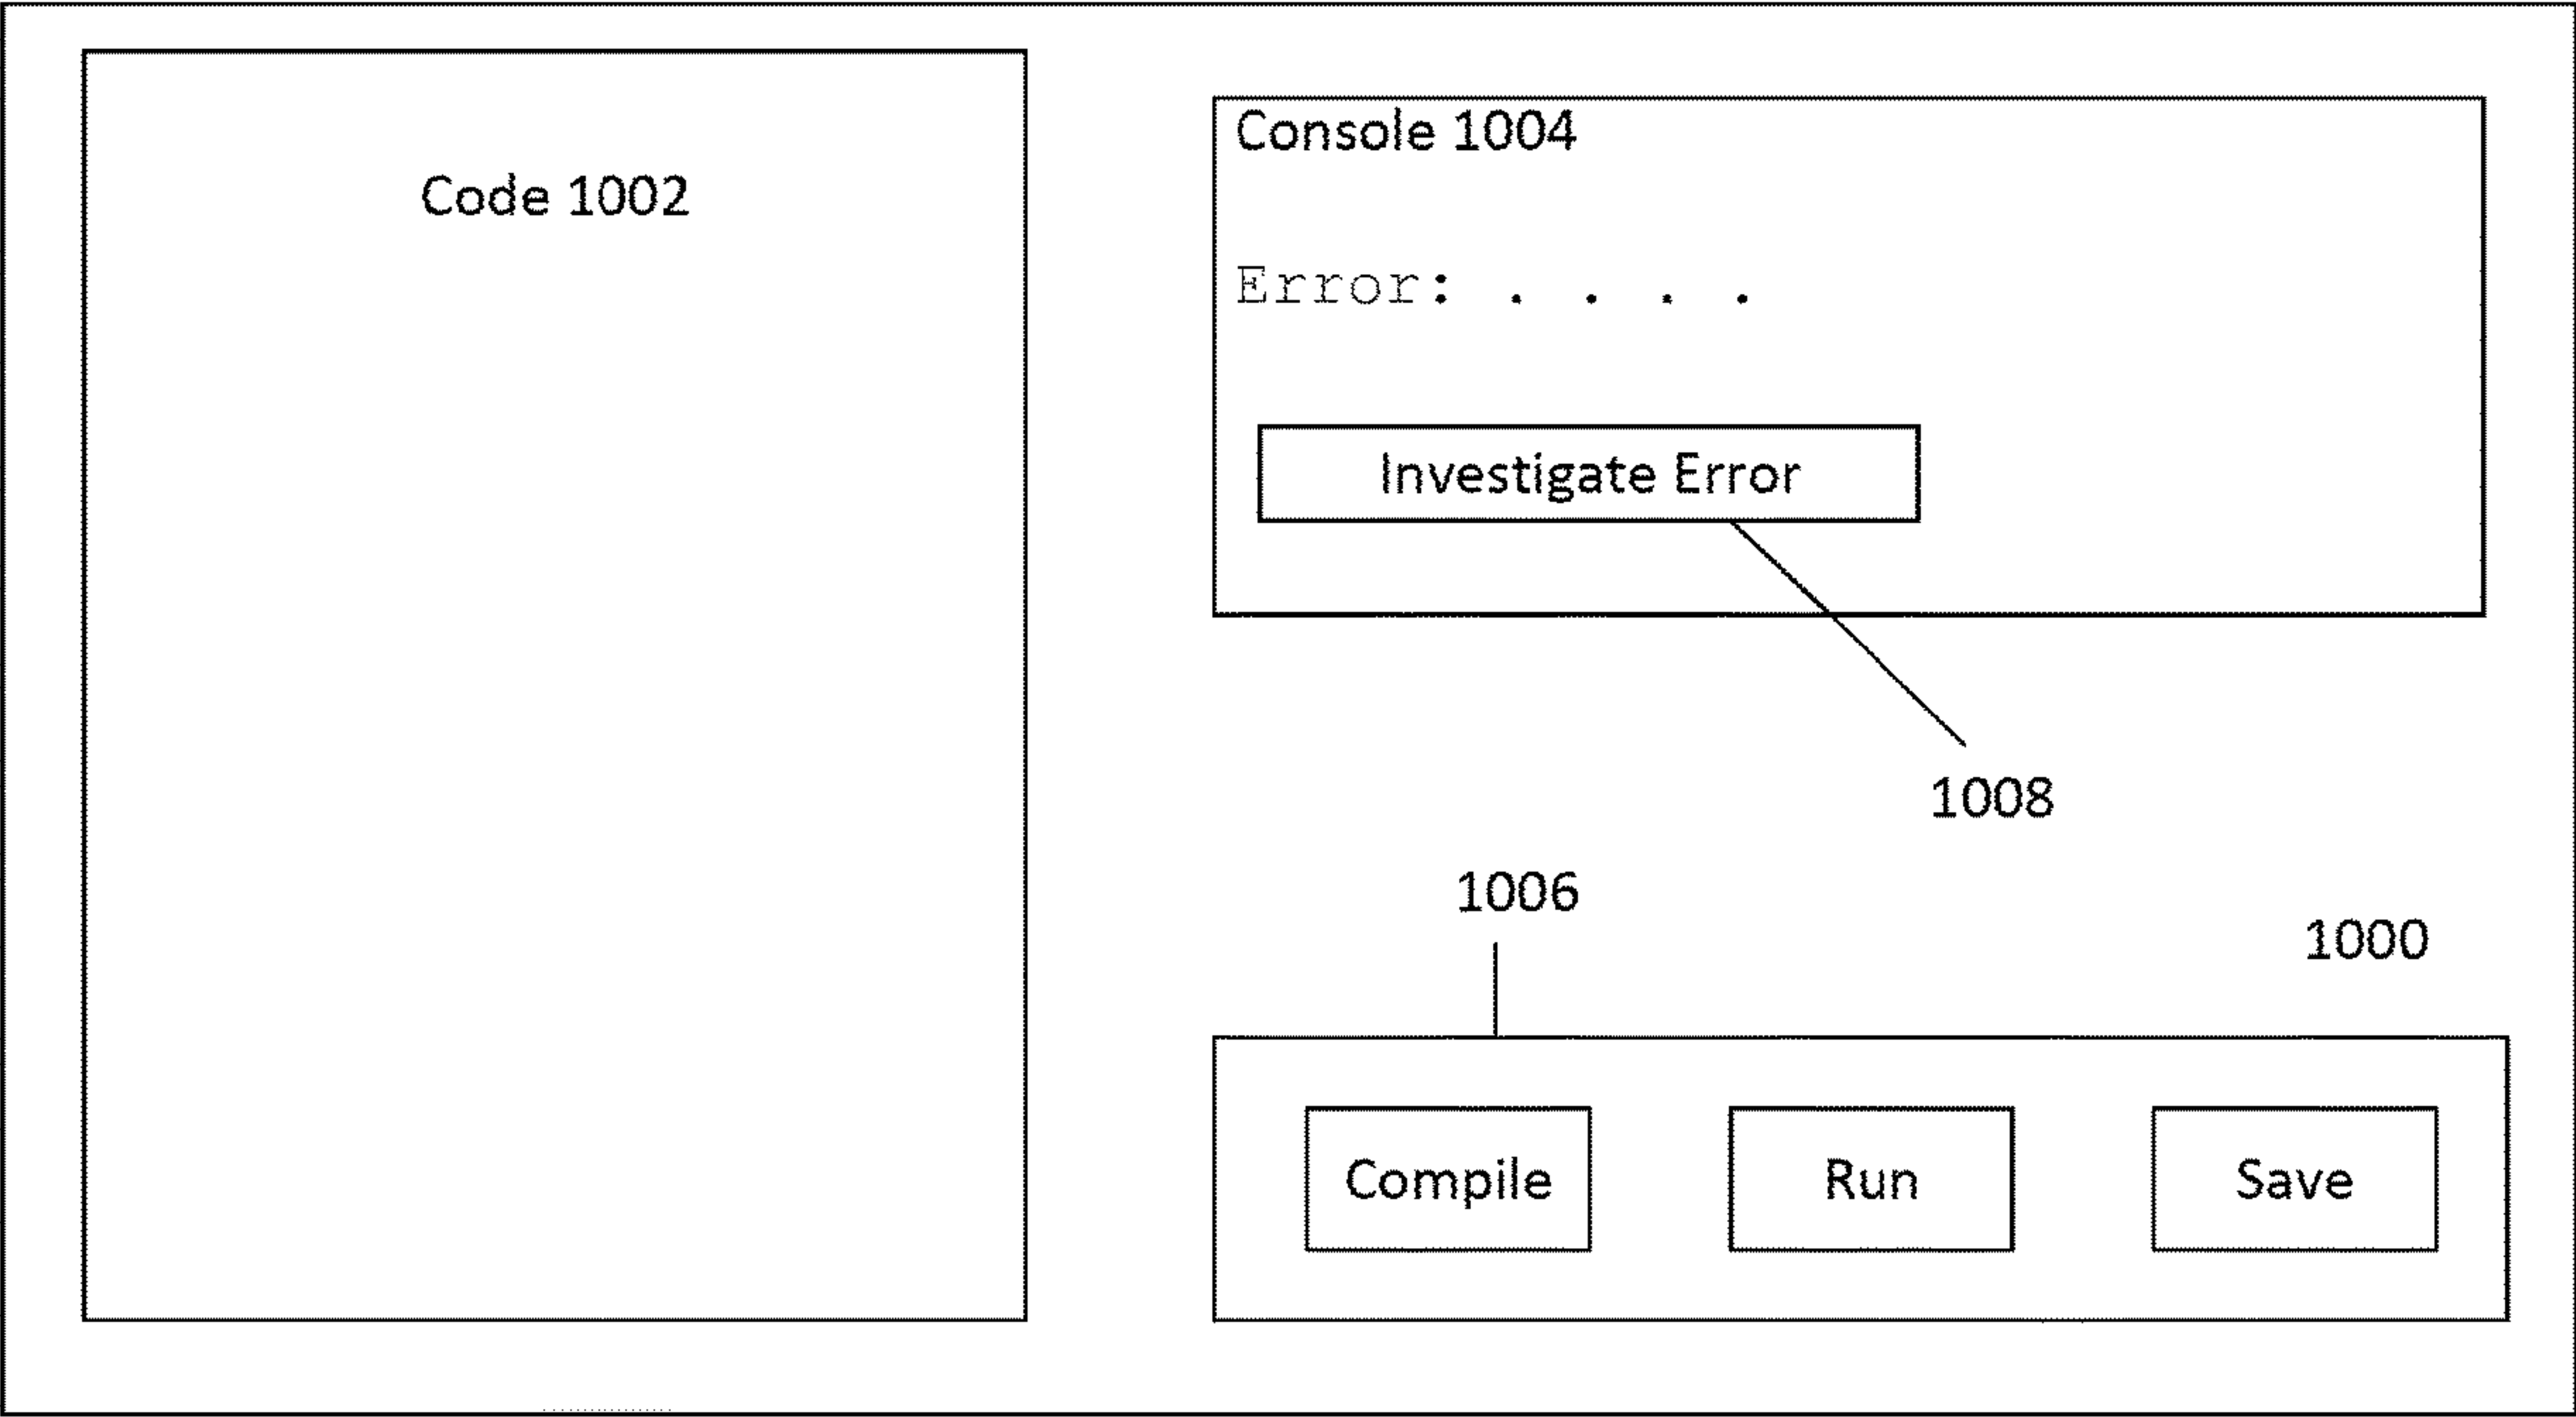 Code 1002
Console 1004
Error: . . . .
Investigate Error
1008
1006
1000
Compile
Run
Save